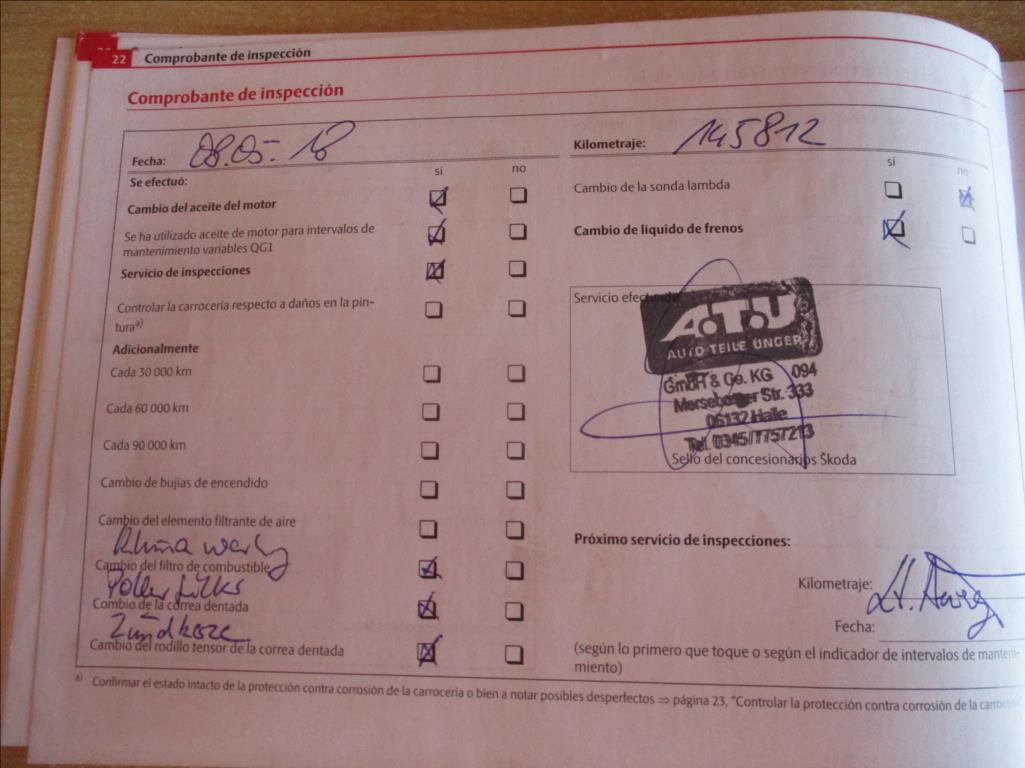 22 Comprobante de inspección
Comprobante de inspección
Fecha: 08.05.18
Se efectuó:
sí no
Cambio del aceite del motor
Se ha utilizado aceite de motor para intervalos de
mantenimiento variables QG1
Servicio de inspecciones
Controlar la carrocería respecto a daños en la pin-
tura a)
Adicionalmente
Cada 30 000 km
Cada 60 000 km
Cada 90 000 km
Cambio de bujias de encendido
Cambio del elemento filtrante de aire
Cambio del filtro de combustible
Combio de la correa dentada
Cambio del rodillo tensor de la correa dentada
Kilometraje: 145812
sí no
Cambio de la sonda lambda
Cambio de liquido de frenos
Servicio efectuado
A.T.U
AUTO TEILE UNGER
GmbH & Co. KG 094
Merseburger Str. 333
06132 Halle
Tel. 0345/7757213
Sello del concesionarios Škoda
Próximo servicio de inspecciones:
Kilometraje:
Fecha:
(según lo primero que toque o según el indicador de intervalos de manteni-
miento)
a) Confirmar el estado intacto de la protección contra corrosión de la carrocería o bien a notar posibles desperfectos ⇒ página 23, "Controlar la protección contra corrosión de la carrocería